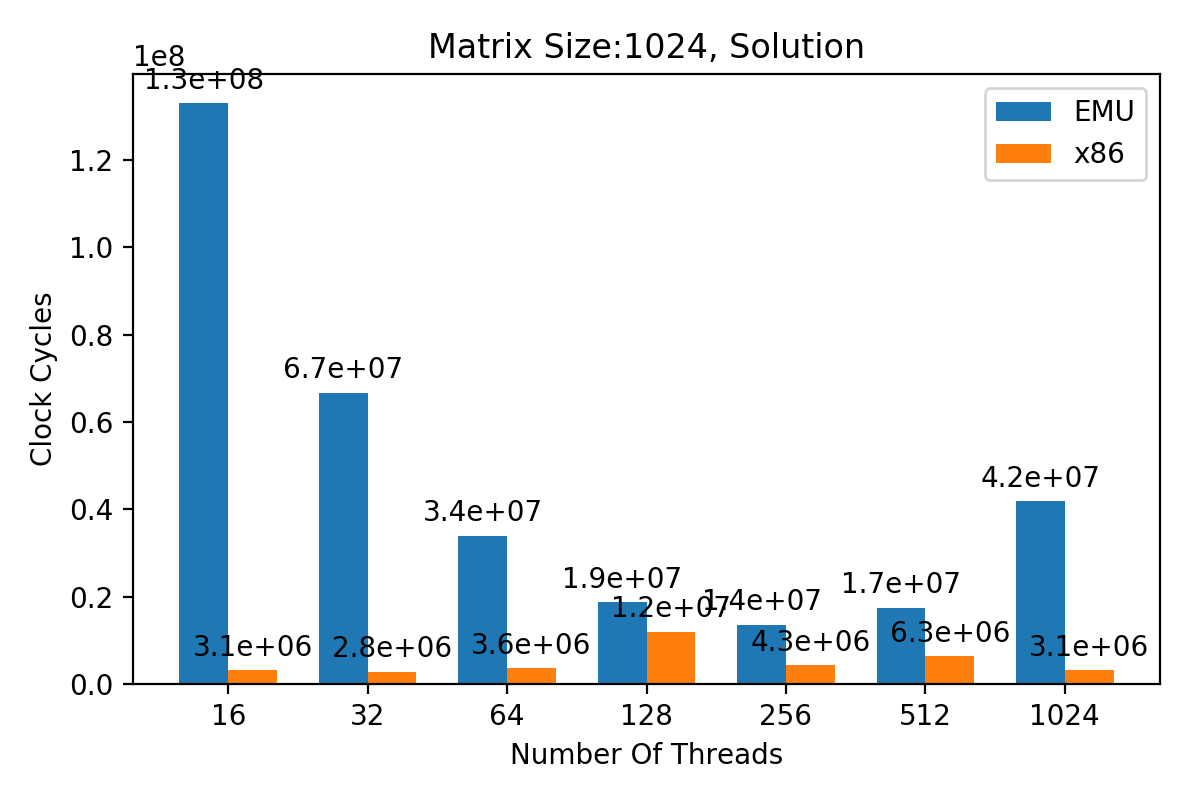 Matrix Size:1024, Solution
1e8
1.3e+08
EMU
x86
1.2
1.0
0.8
0.6
0.4
0.2
0.0
Clock Cycles
6.7e+07
3.4e+07
1.9e+07
1.4e+07
1.7e+07
4.2e+07
3.1e+06
2.8e+06
3.6e+06
1.2e+07
4.3e+06
6.3e+06
3.1e+06
16 32 64 128 256 512 1024
Number Of Threads